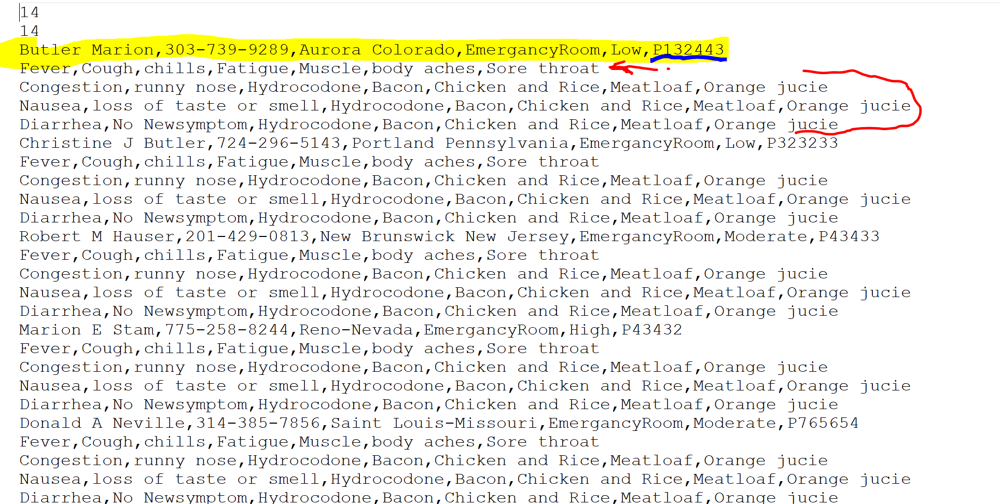 14
14
Butler Marion,303-739-9289,Aurora Colorado,EmergancyRoom,Low,P132443
Fever,Cough,chills,Fatigue,Muscle,body aches,Sore throat
Congestion,runny nose,Hydrocodone,Bacon,Chicken and Rice,Meatloaf,Orange jucie
Nausea,loss of taste or smell,Hydrocodone,Bacon,Chicken and Rice,Meatloaf,Orange jucie
Diarrhea,No Newsymptom,Hydrocodone,Bacon,Chicken and Rice,Meatloaf,Orange jucie
Christine J Butler,724-296-5143,Portland Pennsylvania,EmergancyRoom,Low,P323233
Fever,Cough,chills,Fatigue,Muscle,body aches,Sore throat
Congestion,runny nose,Hydrocodone,Bacon,Chicken and Rice,Meatloaf,Orange jucie
Nausea,loss of taste or smell,Hydrocodone,Bacon,Chicken and Rice,Meatloaf,Orange jucie
Diarrhea,No Newsymptom,Hydrocodone,Bacon,Chicken and Rice,Meatloaf,Orange jucie
Robert M Hauser,201-429-0813,New Brunswick New Jersey,EmergancyRoom,Moderate,P43433
Fever,Cough,chills,Fatigue,Muscle,body aches,Sore throat
Congestion,runny nose,Hydrocodone,Bacon,Chicken and Rice,Meatloaf,Orange jucie
Nausea,loss of taste or smell,Hydrocodone,Bacon,Chicken and Rice,Meatloaf,Orange jucie
Diarrhea,No Newsymptom,Hydrocodone,Bacon,Chicken and Rice,Meatloaf,Orange jucie
Marion E Stam,775-258-8244,Reno-Nevada,EmergancyRoom,High,P43432
Fever,Cough,chills,Fatigue,Muscle,body aches,Sore throat
Congestion,runny nose,Hydrocodone,Bacon,Chicken and Rice,Meatloaf,Orange jucie
Nausea,loss of taste or smell,Hydrocodone,Bacon,Chicken and Rice,Meatloaf,Orange jucie
Diarrhea,No Newsymptom,Hydrocodone,Bacon,Chicken and Rice,Meatloaf,Orange jucie
Donald A Neville,314-385-7856,Saint Louis-Missouri,EmergancyRoom,Moderate,P765654
Fever,Cough,chills,Fatigue,Muscle,body aches,Sore throat
Congestion,runny nose,Hydrocodone,Bacon,Chicken and Rice,Meatloaf,Orange jucie
Nausea,loss of taste or smell,Hydrocodone,Bacon,Chicken and Rice,Meatloaf,Orange jucie
Diarrhea,No Newsymptom,Hydrocodone,Bacon,Chicken and Rice,Meatloaf,Orange jucie